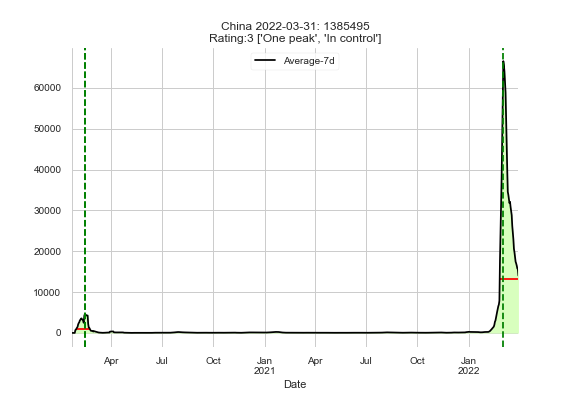 China 2022-03-31: 1385495
Rating:3 ['One peak', 'In control']
Average-7d
60000
50000
40000
30000
20000
10000
0
Apr Jul Oct Jan Apr Jul Oct Jan
2021 2022
Date